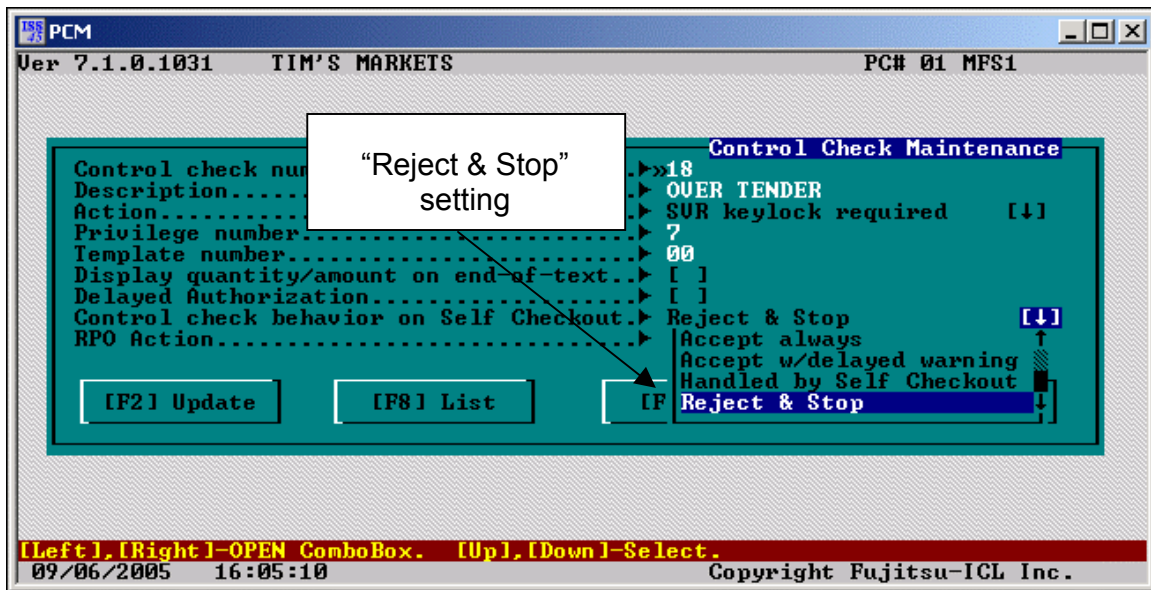 ISS 45 PCM
Ver 7.1.0.1031 TIM'S MARKETS PC# 01 MFS1
Control Check Maintenance
"Reject & Stop"
setting
Control check num ▶»18
Description.......................... ▶ OVER TENDER
Action.......................... ▶ SVR keylock required [↓]
Privilege number.......................... ▶ 7
Template number.......................... ▶ 00
Display quantity/amount on end-of-text..▶ [ ]
Delayed Authorization.......................▶ [ ]
Control check behavior on Self Checkout.▶ Reject & Stop [↓]
RPO Action.......................... ▶
Accept always ↑
Accept w/delayed warning
Handled by Self Checkout
Reject & Stop ↓
[F2] Update [F8] List [F
[Left],[Right]-OPEN ComboBox. [Up],[Down]-Select.
09/06/2005 16:05:10 Copyright Fujitsu-ICL Inc.